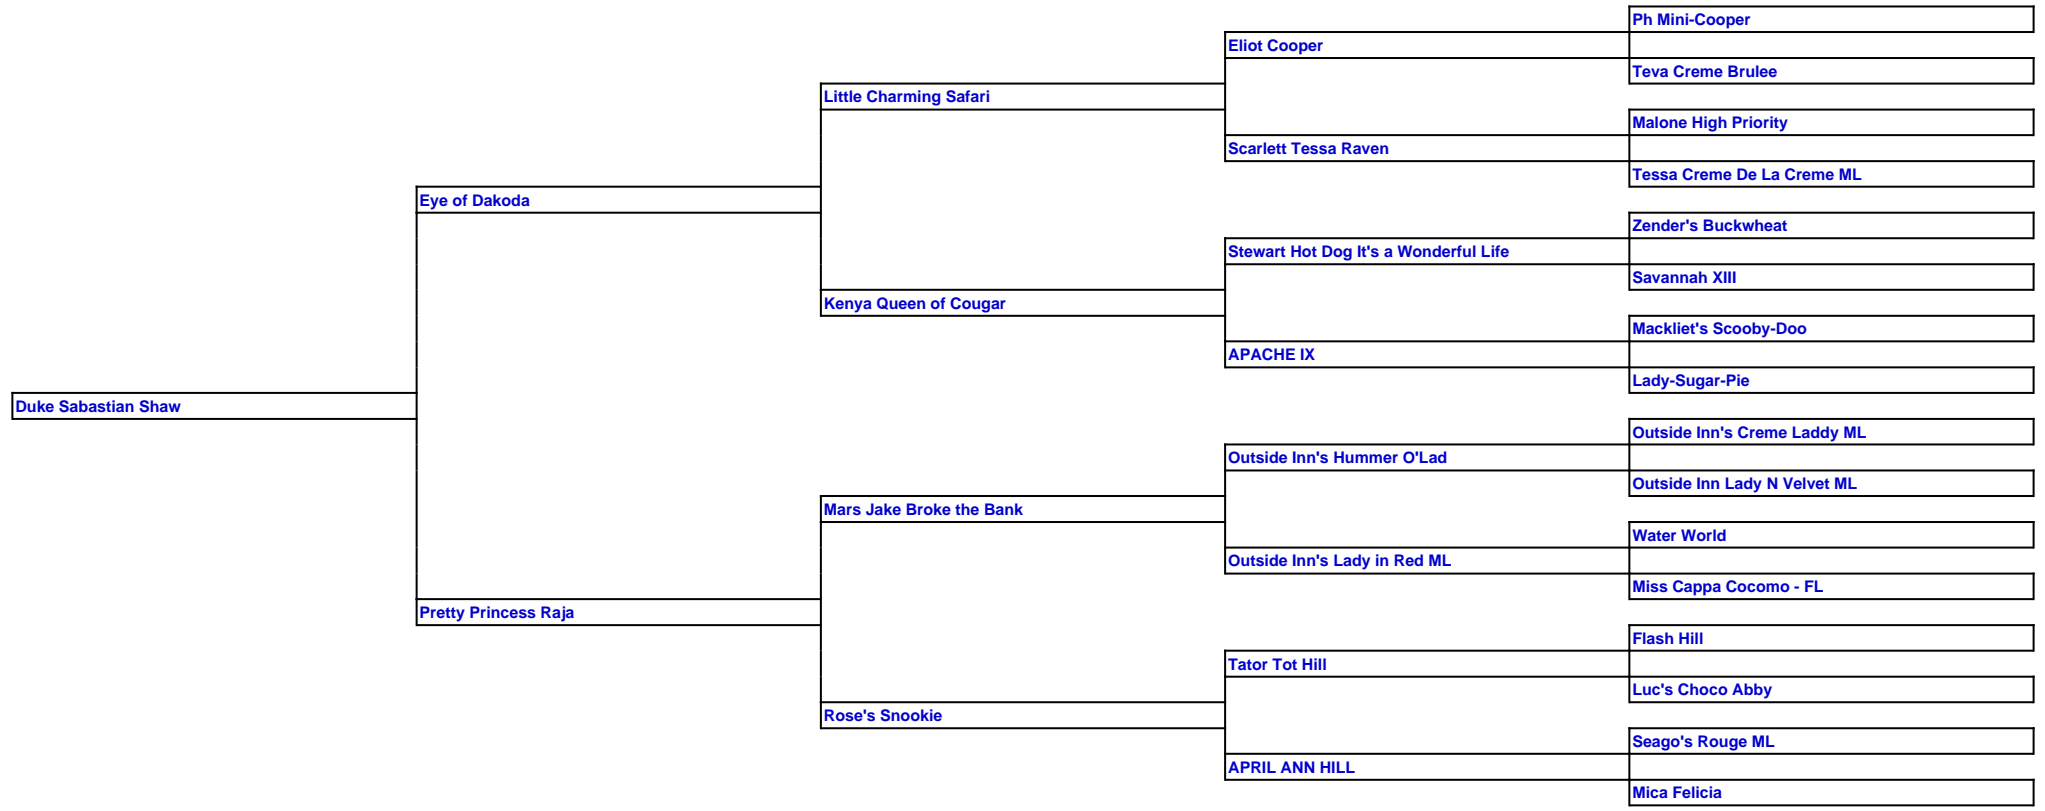 Ph Mini-Cooper
Eliot Cooper
Teva Creme Brulee
Little Charming Safari
Malone High Priority
Scarlett Tessa Raven
Tessa Creme De La Creme ML
Eye of Dakoda
Zender's Buckwheat
Stewart Hot Dog It's a Wonderful Life
Savannah XIII
Kenya Queen of Cougar
Mackliet's Scooby-Doo
APACHE IX
Lady-Sugar-Pie
Duke Sabastian Shaw
Outside Inn's Creme Laddy ML
Outside Inn's Hummer O'Lad
Outside Inn Lady N Velvet ML
Mars Jake Broke the Bank
Water World
Outside Inn's Lady in Red ML
Miss Cappa Cocomo - FL
Pretty Princess Raja
Flash Hill
Tator Tot Hill
Luc's Choco Abby
Rose's Snookie
Seago's Rouge ML
APRIL ANN HILL
Mica Felicia